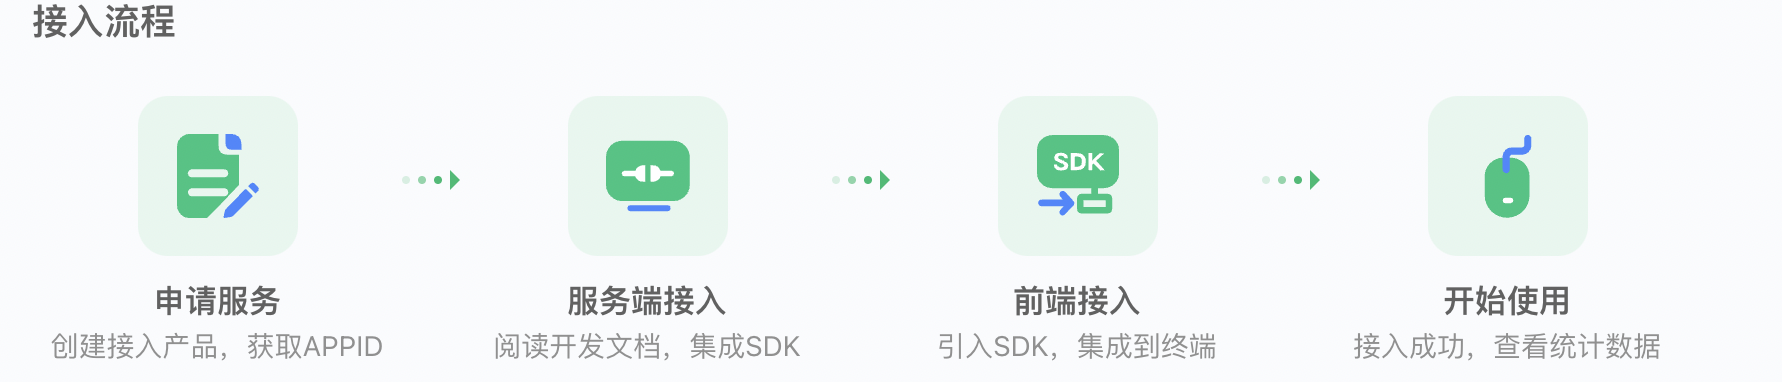 接入流程
SDK
申请服务
服务端接入
前端接入
开始使用
创建接入产品，获取APPID
阅读开发文档，集成SDK
引入SDK，集成到终端
接入成功，查看统计数据